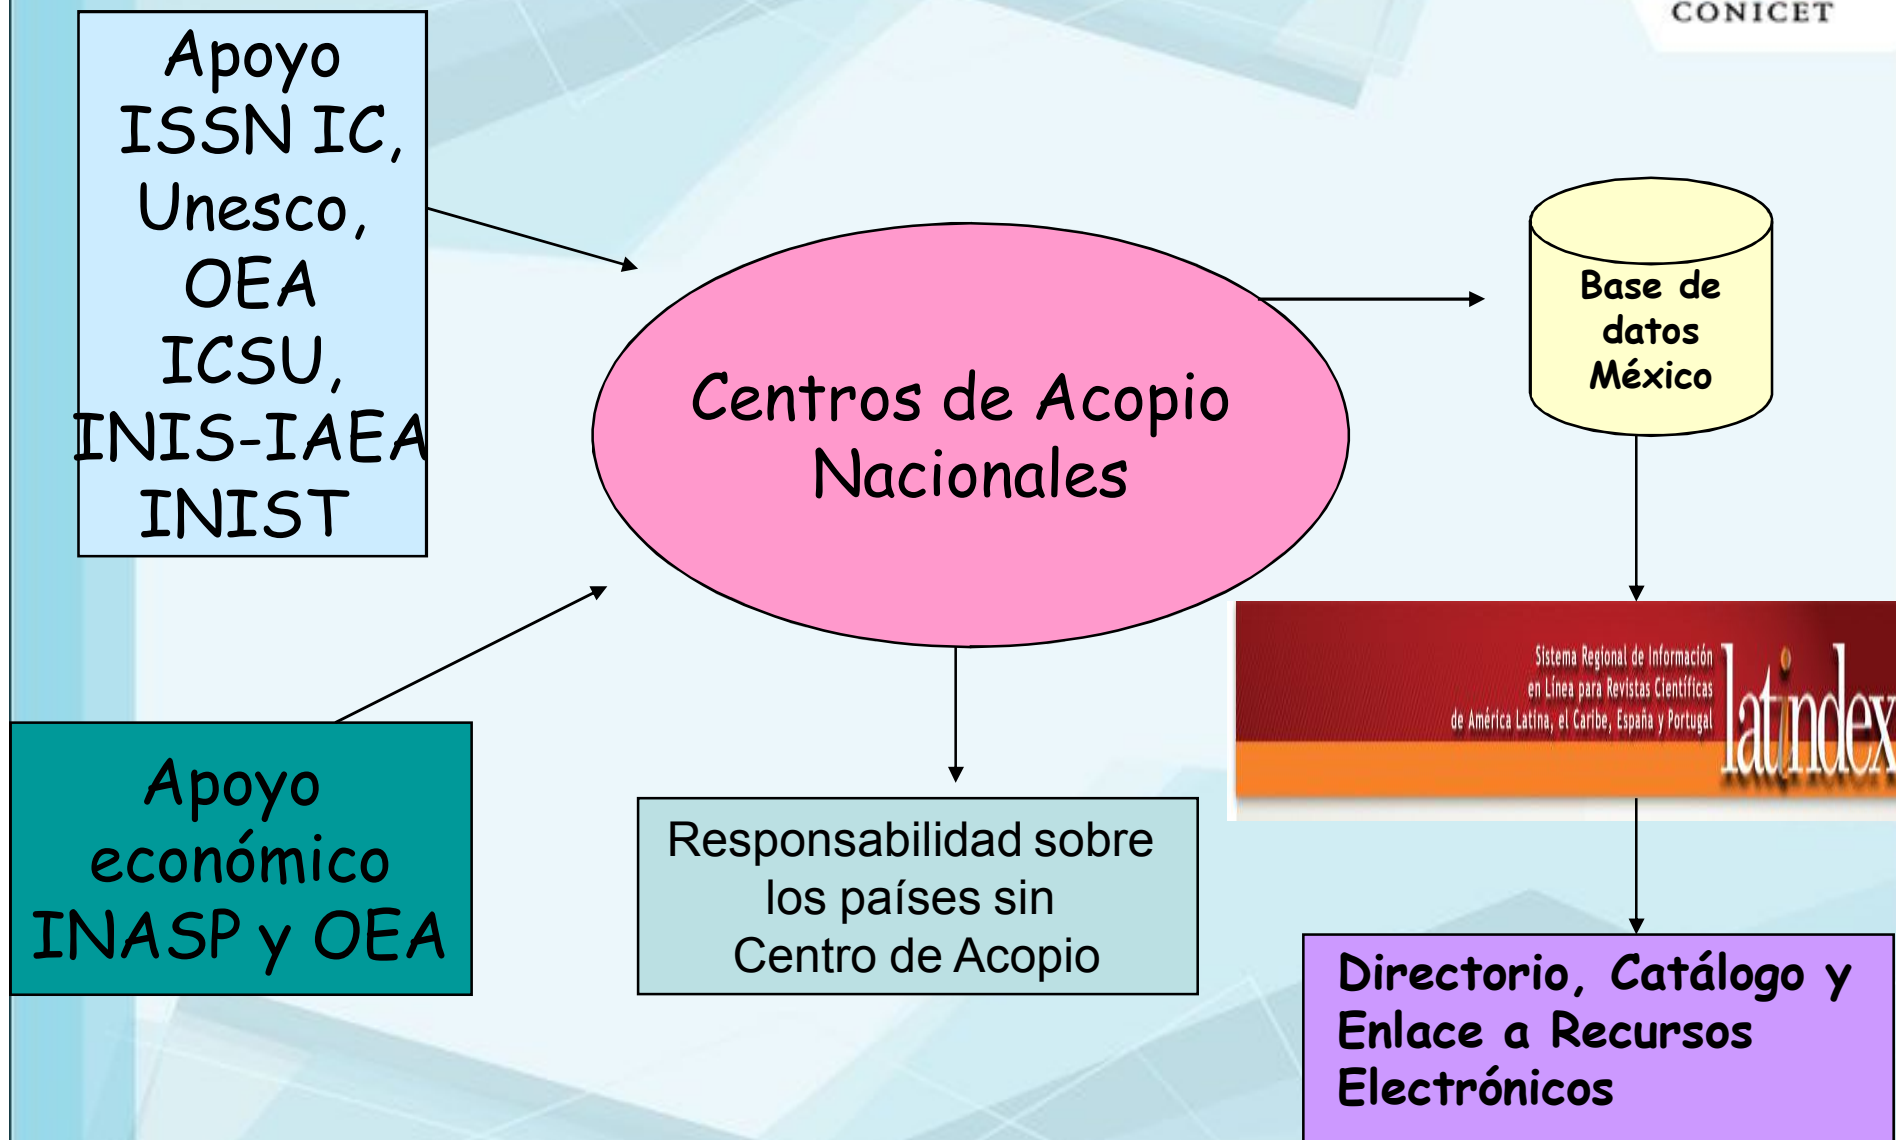 CONICET
Apoyo
ISSN IC,
Unesco,
OEA
ICSU,
INIS-IAEA
INIST
Centros de Acopio
Nacionales
Base de
datos
México
Sistema Regional de Información
en Línea para Revistas Científicas
de América Latina, el Caribe, España y Portugal
latindex
Apoyo
económico
INASP y OEA
Responsabilidad sobre
los países sin
Centro de Acopio
Directorio, Catálogo y
Enlace a Recursos
Electrónicos